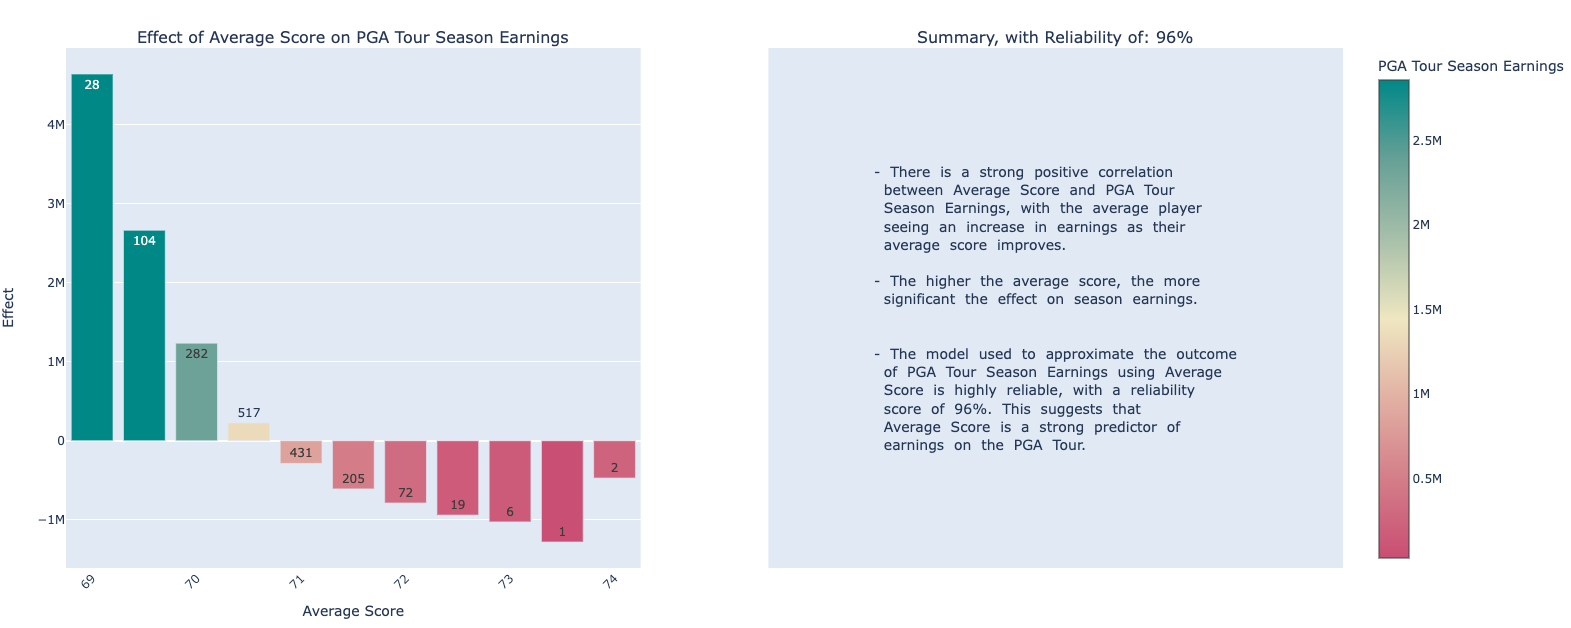 Effect of Average Score on PGA Tour Season Earnings
Summary, with Reliability of: 96%
PGA Tour Season Earnings
Effect
4M
3M
2M
1M
0
−1M
28
104
282
517
431
205
72
19
6
1
2
69
70
71
72
73
74
Average Score
- There is a strong positive correlation
between Average Score and PGA Tour
Season Earnings, with the average player
seeing an increase in earnings as their
average score improves.
- The higher the average score, the more
significant the effect on season earnings.
- The model used to approximate the outcome
of PGA Tour Season Earnings using Average
Score is highly reliable, with a reliability
score of 96%. This suggests that
Average Score is a strong predictor of
earnings on the PGA Tour.
2.5M
2M
1.5M
1M
0.5M